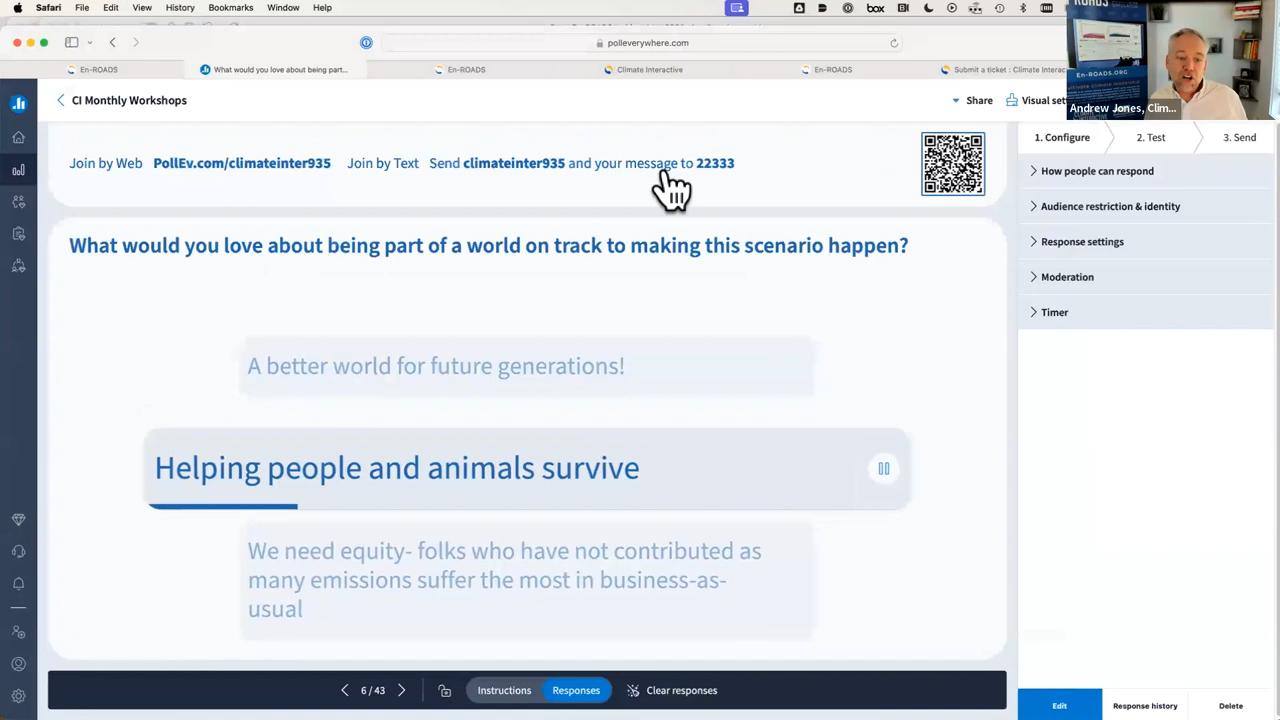 Safari File Edit View History Bookmarks Window Help
box
polleverywhere.com
En-ROADS
What would you love about being part...
En-ROADS
Climate Interactive
En-ROADS
Submit a ticket : Climate Interac
En-ROADS.ORG
Andrew Jones, Clim...
CI Monthly Workshops
Share
Visual set
Join by Web PollEv.com/climateinter935 Join by Text Send climateinter935 and your message to 22333
1. Configure
2. Test
3. Send
How people can respond
Audience restriction & identity
Response settings
Moderation
Timer
What would you love about being part of a world on track to making this scenario happen?
A better world for future generations!
Helping people and animals survive
We need equity- folks who have not contributed as
many emissions suffer the most in business-as-
usual
6 / 43
Instructions
Responses
Clear responses
Edit
Response history
Delete